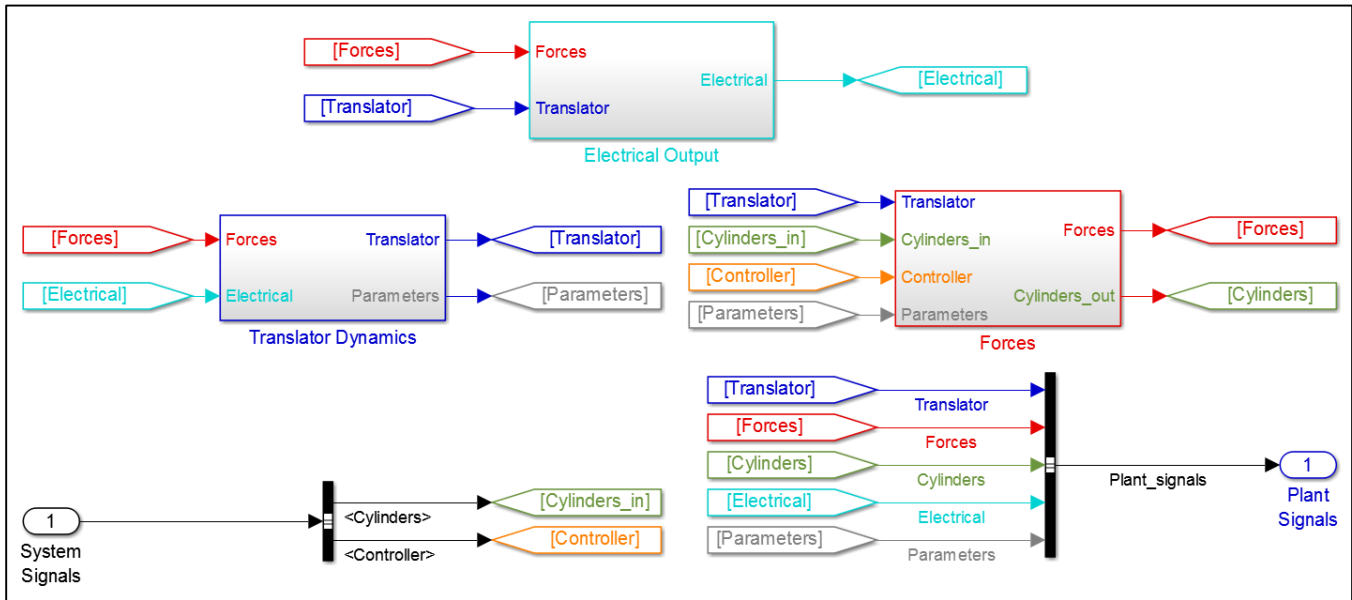 [Forces]
Forces
[Translator]
Translator
Electrical
[Electrical]
Electrical Output
[Forces]
Forces
[Electrical]
Electrical
Translator
[Translator]
Parameters
[Parameters]
Translator Dynamics
[Translator]
Translator
[Cylinders_in]
Cylinders_in
[Controller]
Controller
[Parameters]
Parameters
Forces
[Forces]
Cylinders_out
[Cylinders]
Forces
1
System
Signals
<Cylinders>
[Cylinders_in]
<Controller>
[Controller]
[Translator]
Translator
[Forces]
Forces
[Cylinders]
Cylinders
[Electrical]
Electrical
[Parameters]
Parameters
Plant_signals
1
Plant
Signals